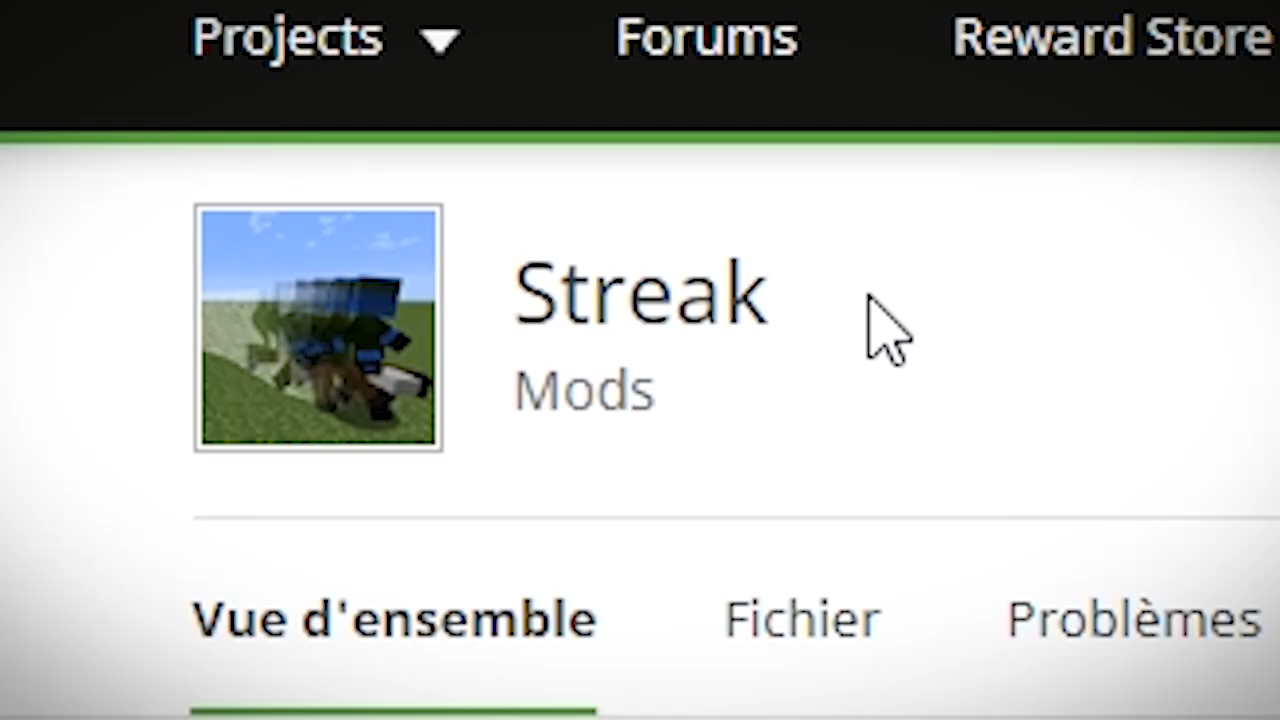 Projects Forums Reward Store
Streak
Mods
Vue d'ensemble Fichier Problèmes